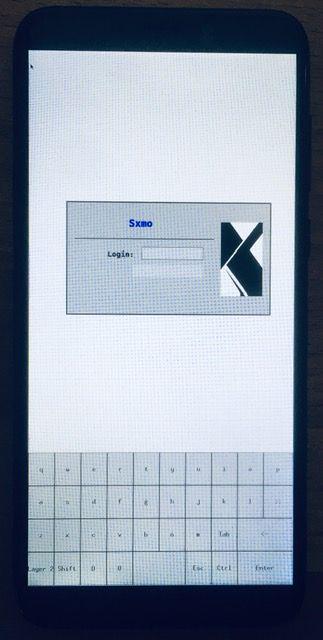 Sxmo
Login:
q w e r t y u i o p
a s d f g h j k l ;:
z x c v b n m Tab <-
Layer 2 Shift Esc Ctrl Enter